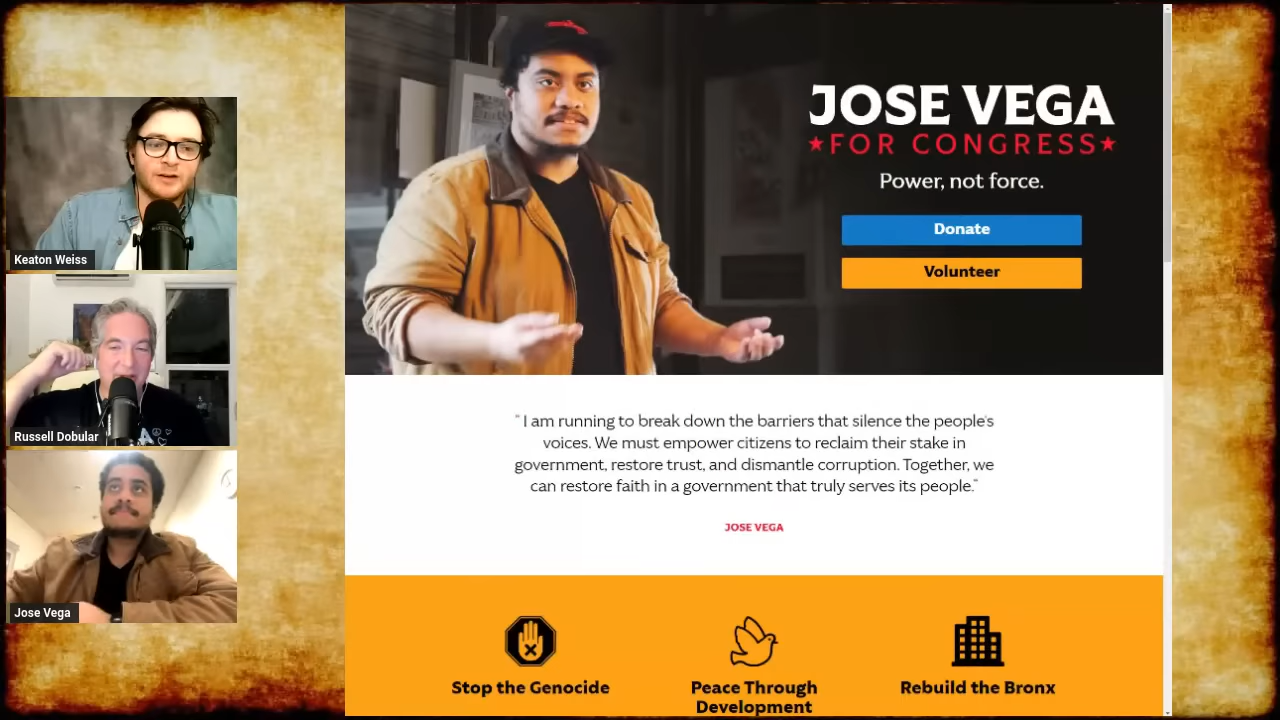 Keaton Weiss
Russell Dobular
Jose Vega
JOSE VEGA
★FOR CONGRESS★
Power, not force.
Donate
Volunteer
“ I am running to break down the barriers that silence the people's
voices. We must empower citizens to reclaim their stake in
government, restore trust, and dismantle corruption. Together, we
can restore faith in a government that truly serves its people.”
JOSE VEGA
Stop the Genocide
Peace Through
Development
Rebuild the Bronx